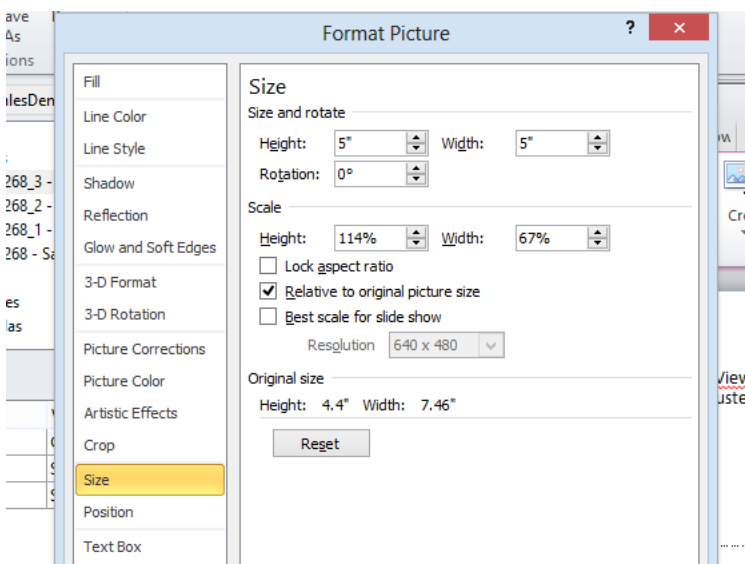 ave
As
ions
Format Picture
?
alesDen
268_3 -
268_2 -
268_1 -
268 - Sa
es
las
Fill
Line Color
Line Style
Shadow
Reflection
Glow and Soft Edges
3-D Format
3-D Rotation
Picture Corrections
Picture Color
Artistic Effects
Crop
Size
Position
Text Box
Size
Size and rotate
Height: 5" Width: 5"
Rotation: 0°
Scale
Height: 114% Width: 67%
Lock aspect ratio
Relative to original picture size
Best scale for slide show
Resolution 640 x 480
Original size
Height: 4.4" Width: 7.46"
Reset
Cre
View
uste